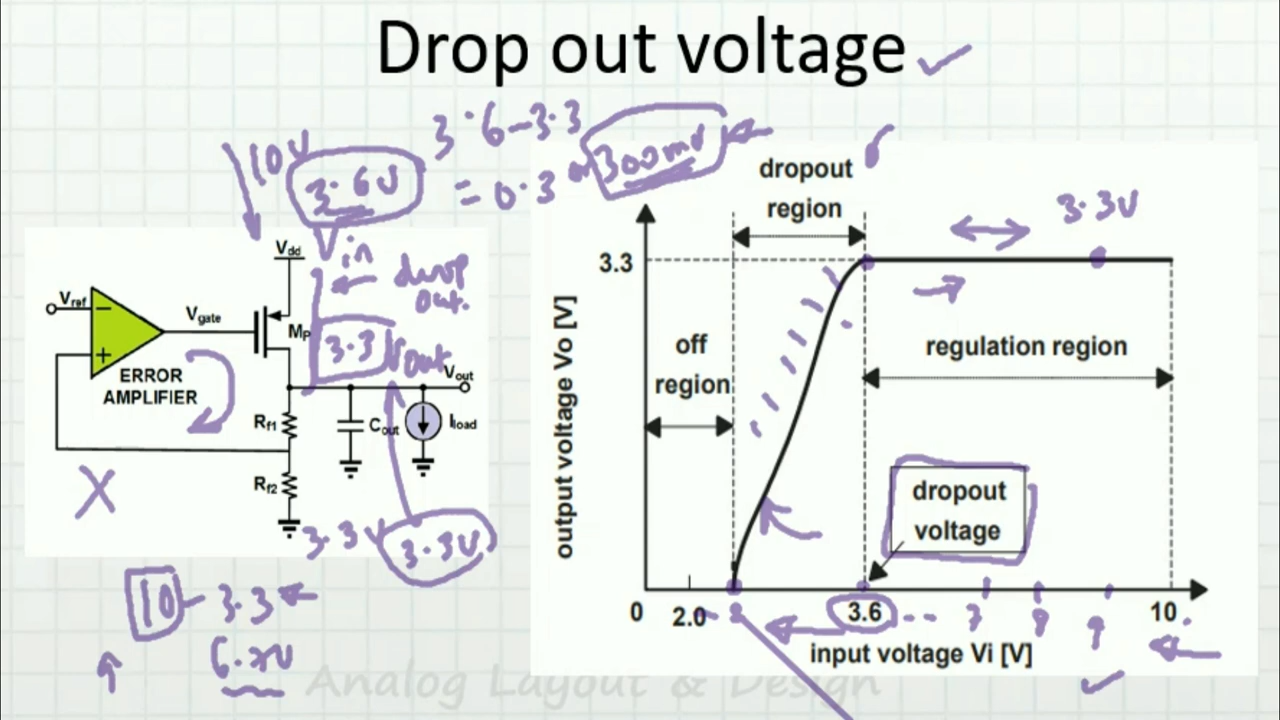 Drop out voltage
3.6-3.3
= 0.3 or 300mV
10V
3.6V
Vin
drop
out.
3.3
Vout
Vdd
Vref
Vgate
MP
ERROR
AMPLIFIER
Vout
Rf1
Cout
Iload
Rf2
X
3.3V
3.3V
10 - 3.3
Analog Layout & Design
dropout
region
3.3V
3.3
off
region
regulation region
dropout
voltage
output voltage Vo [V]
0 2.0 3.6 7 8 9 10
input voltage Vi [V]